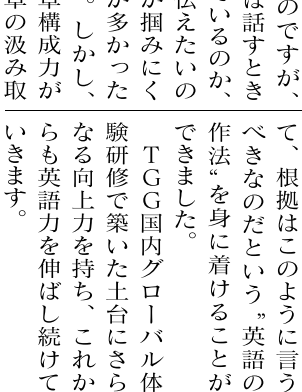 のですが、
は話すとき
ているのか、
伝えたいの
が掴みにく
が多かった
。しかし、
章構成力が
章の汲み取
て、根拠はこのように言う
べきなのだという”英語の
作法“を身に着けることが
できました。
　ＴＧＧ国内グローバル体
験研修で築いた土台にさら
なる向上力を持ち、これか
らも英語力を伸ばし続けて
いきます。